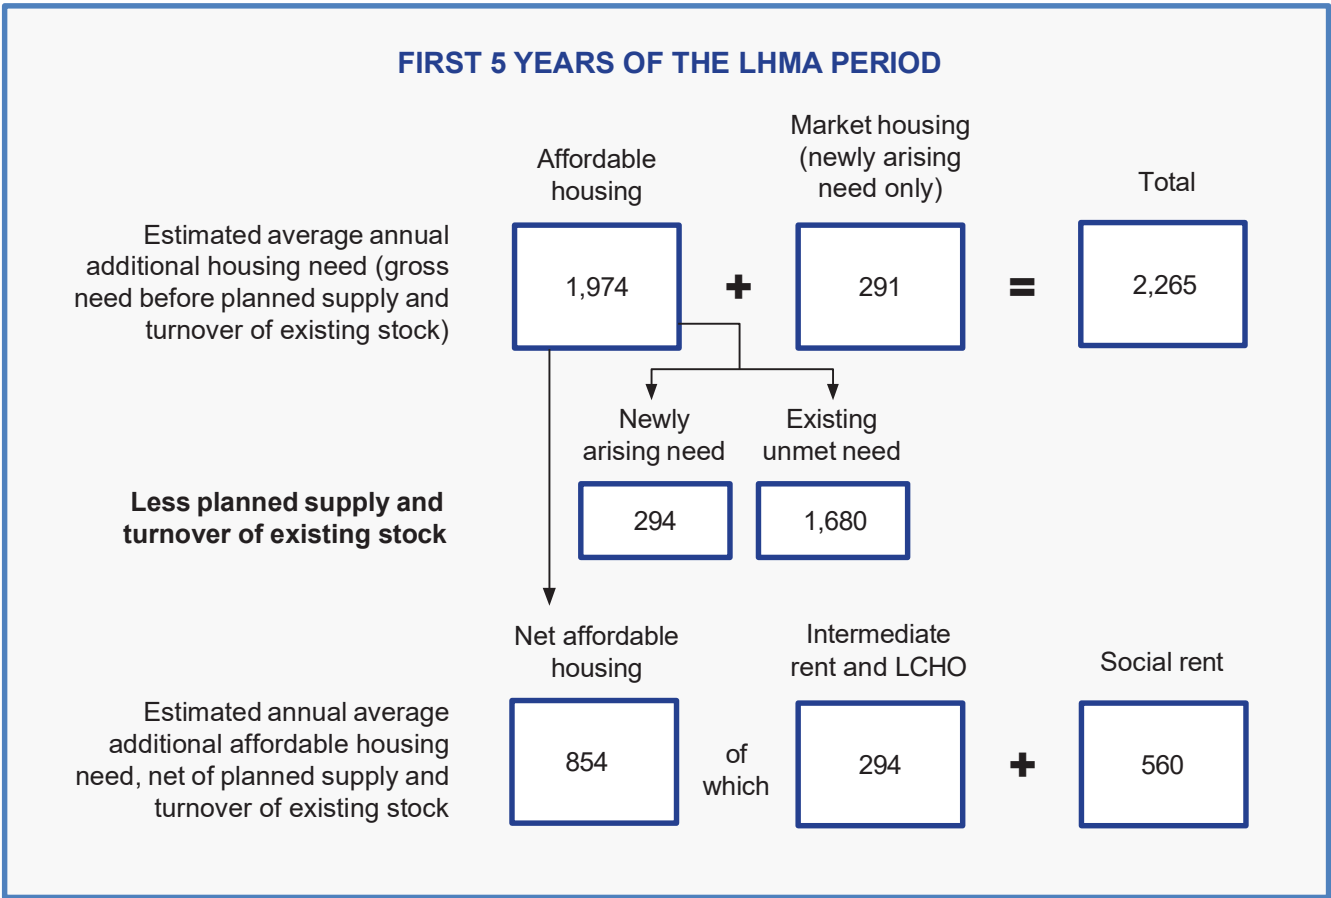 FIRST 5 YEARS OF THE LHMA PERIOD
Affordable
housing
Market housing
(newly arising
need only)
Total
Estimated average annual
additional housing need (gross
need before planned supply and
turnover of existing stock)
1,974
+
291
=
2,265
Newly
arising need
Existing
unmet need
Less planned supply and
turnover of existing stock
294
1,680
Net affordable
housing
Intermediate
rent and LCHO
Social rent
Estimated annual average
additional affordable housing
need, net of planned supply and
turnover of existing stock
854
of
which
294
+
560